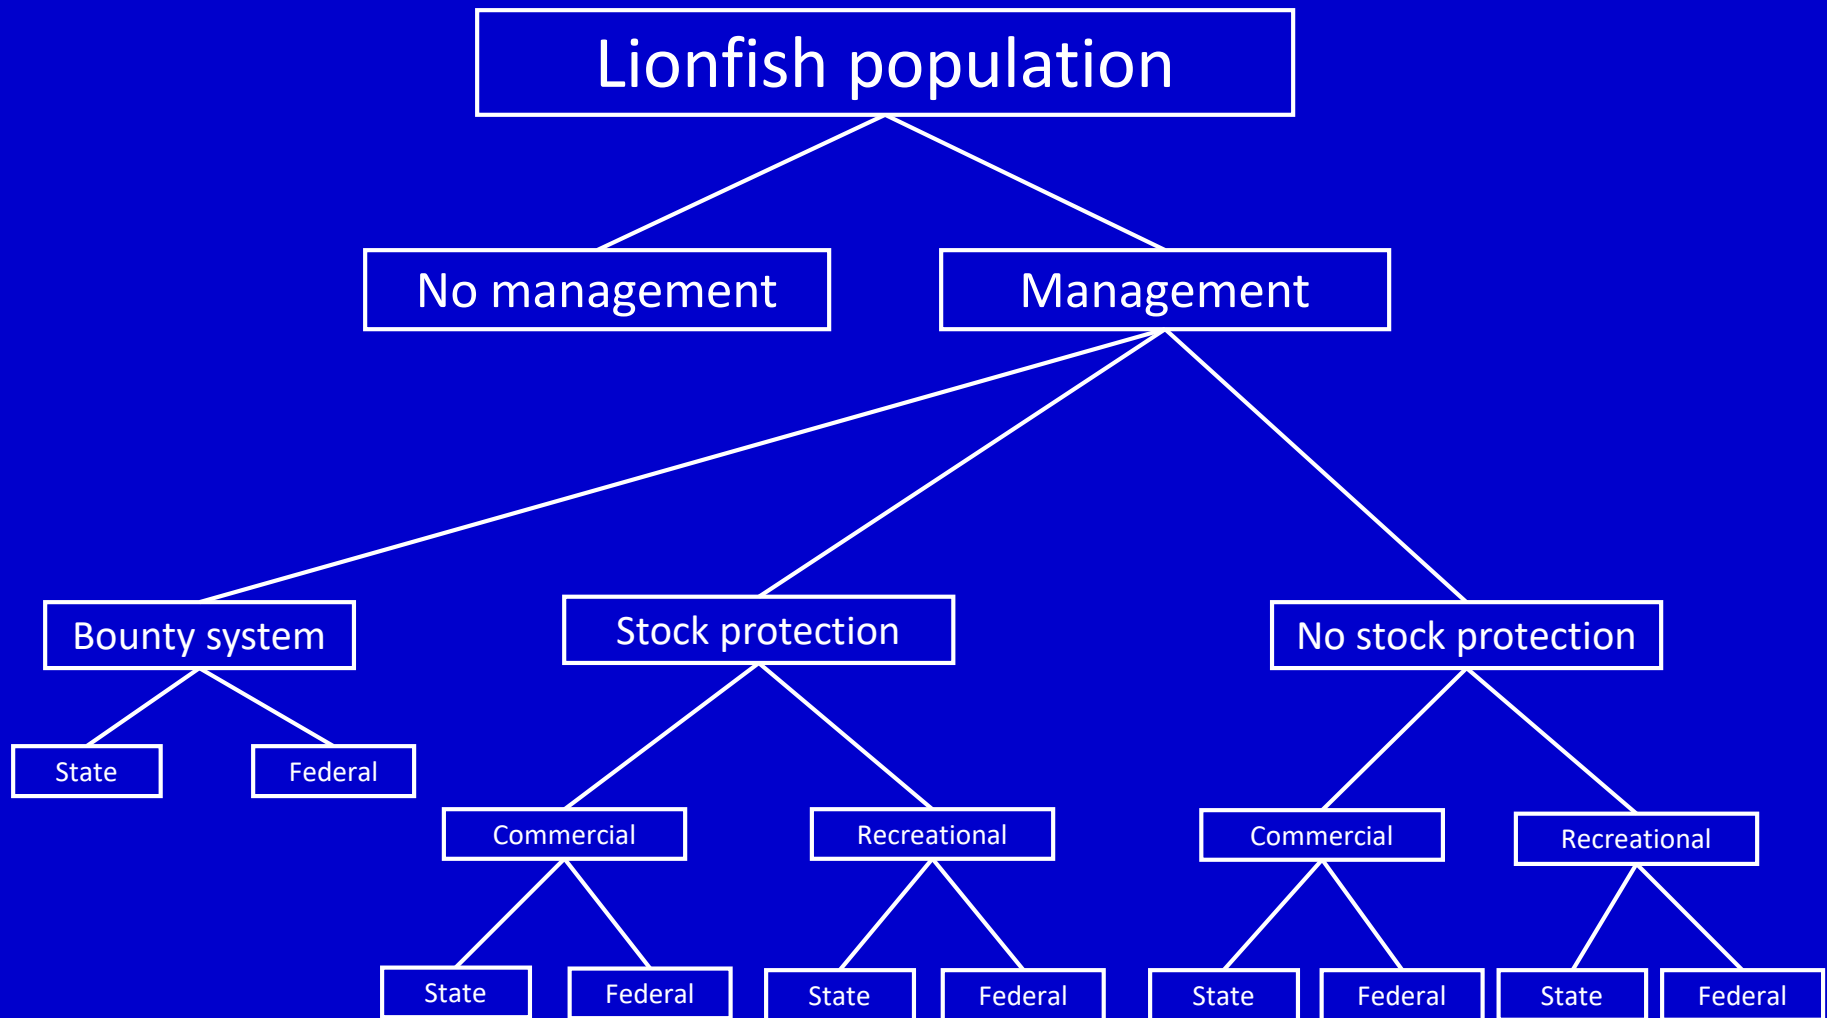 Lionfish population
No management
Management
Bounty system
Stock protection
No stock protection
State
Federal
Commercial
Recreational
Commercial
Recreational
State
Federal
State
Federal
State
Federal
State
Federal